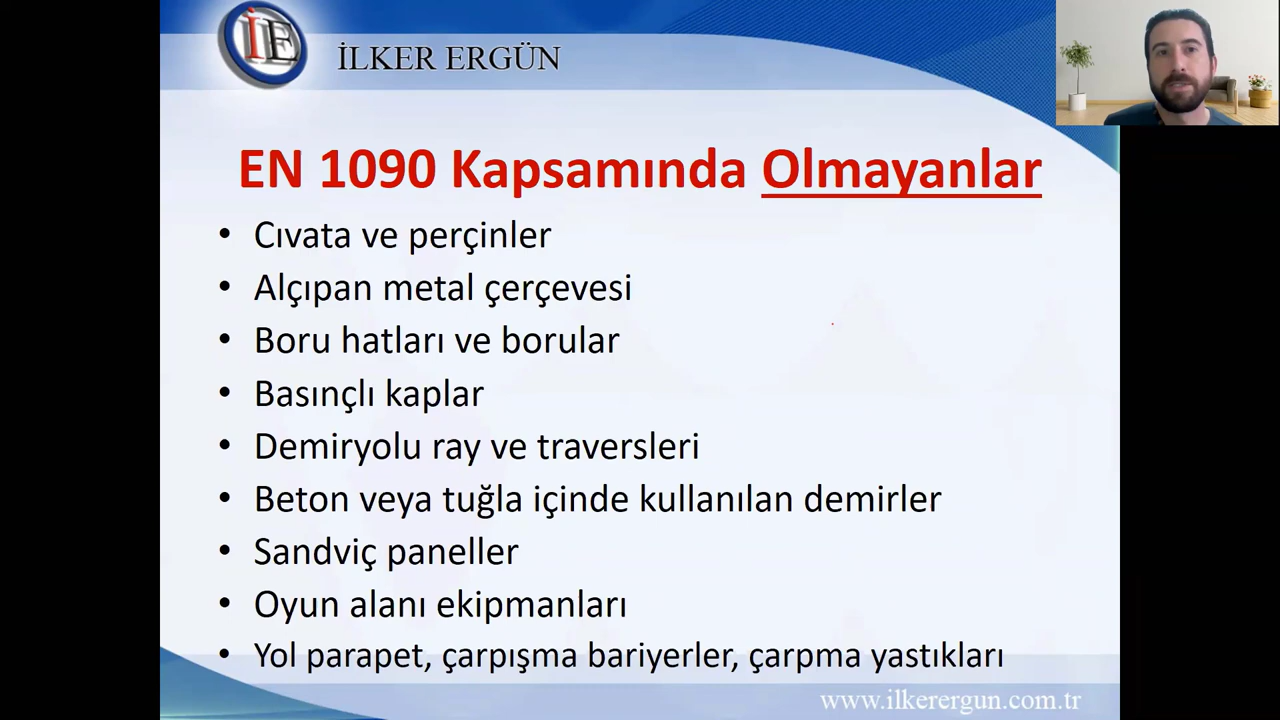 İE
İLKER ERGÜN
EN 1090 Kapsamında Olmayanlar
• Cıvata ve perçinler
• Alçıpan metal çerçevesi
• Boru hatları ve borular
• Basınçlı kaplar
• Demiryolu ray ve traversleri
• Beton veya tuğla içinde kullanılan demirler
• Sandviç paneller
• Oyun alanı ekipmanları
• Yol parapet, çarpışma bariyerler, çarpma yastıkları
www.ilkerergun.com.tr